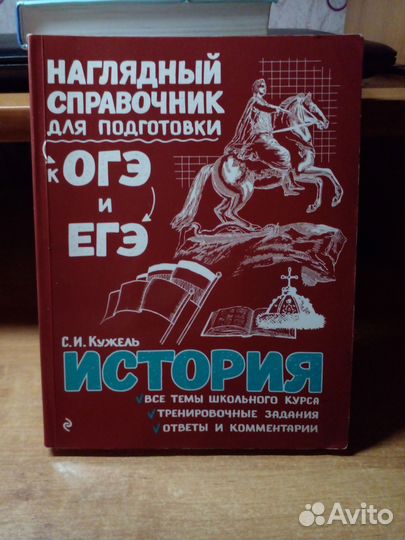 НАГЛЯДНЫЙ
СПРАВОЧНИК
ДЛЯ ПОДГОТОВКИ
К ОГЭ
И
ЕГЭ
С.И. КУЖЕЛЬ
ИСТОРИЯ
ВСЕ ТЕМЫ ШКОЛЬНОГО КУРСА
ТРЕНИРОВОЧНЫЕ ЗАДАНИЯ
ОТВЕТЫ И КОММЕНТАРИИ
Avito